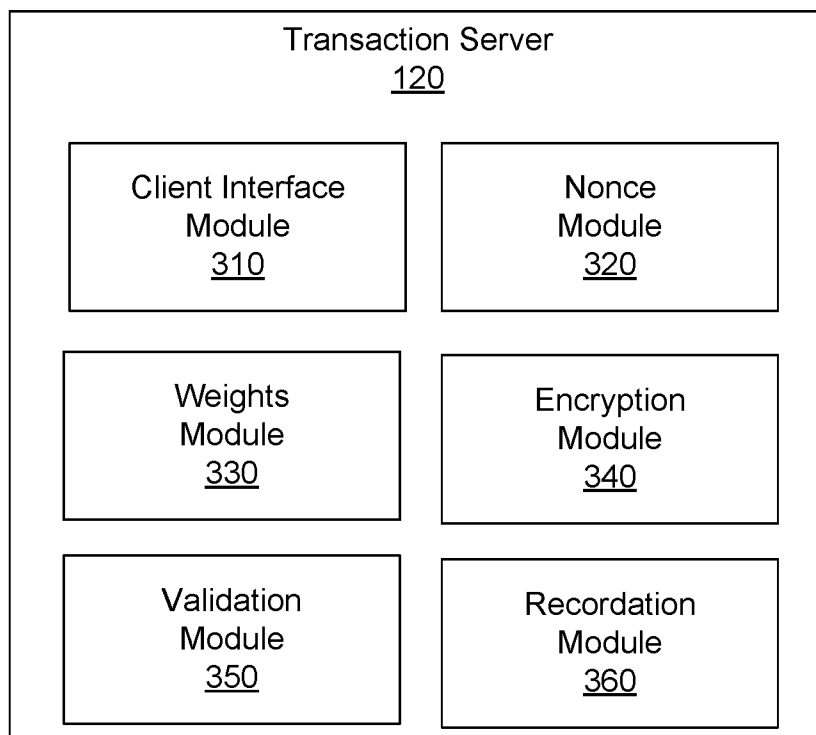 Transaction Server
120
Client Interface
Module
310
Nonce
Module
320
Weights
Module
330
Encryption
Module
340
Validation
Module
350
Recordation
Module
360